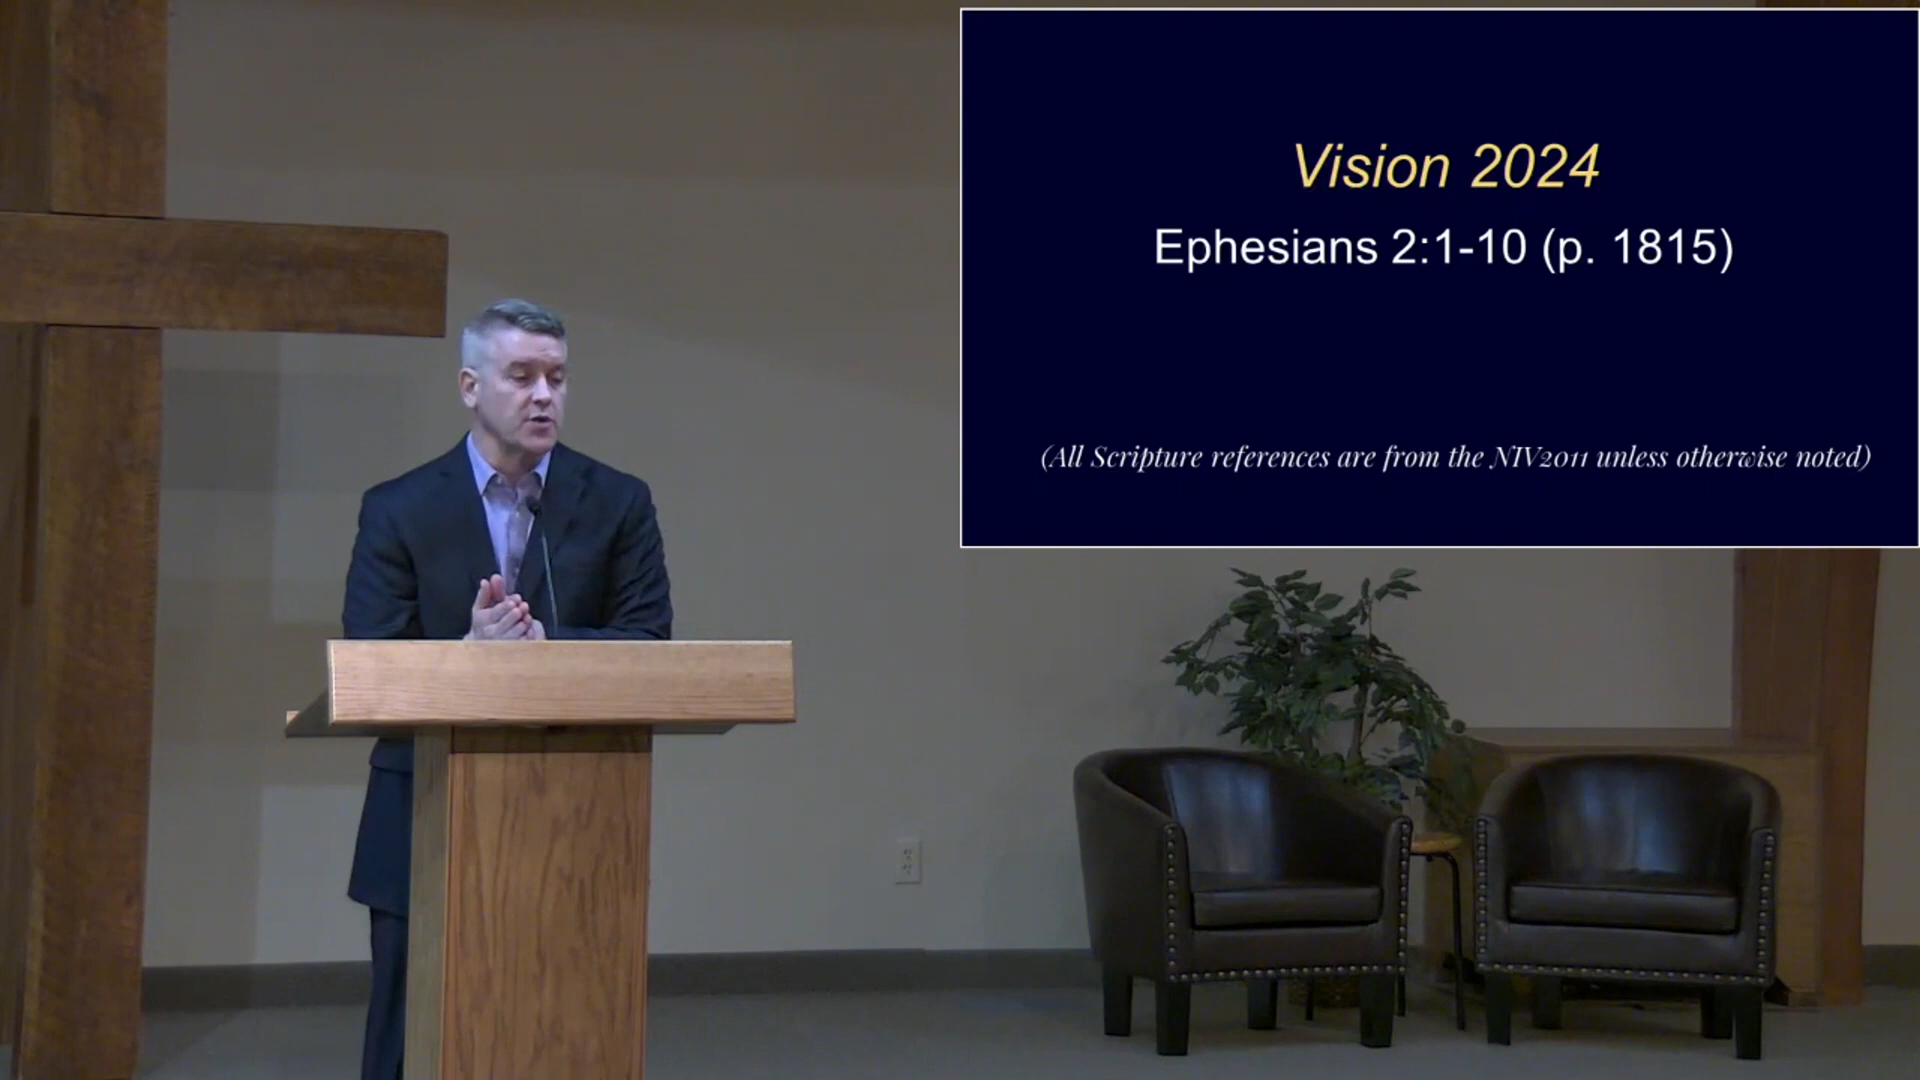 Vision 2024
Ephesians 2:1-10 (p. 1815)
(All Scripture references are from the NIV2011 unless otherwise noted)